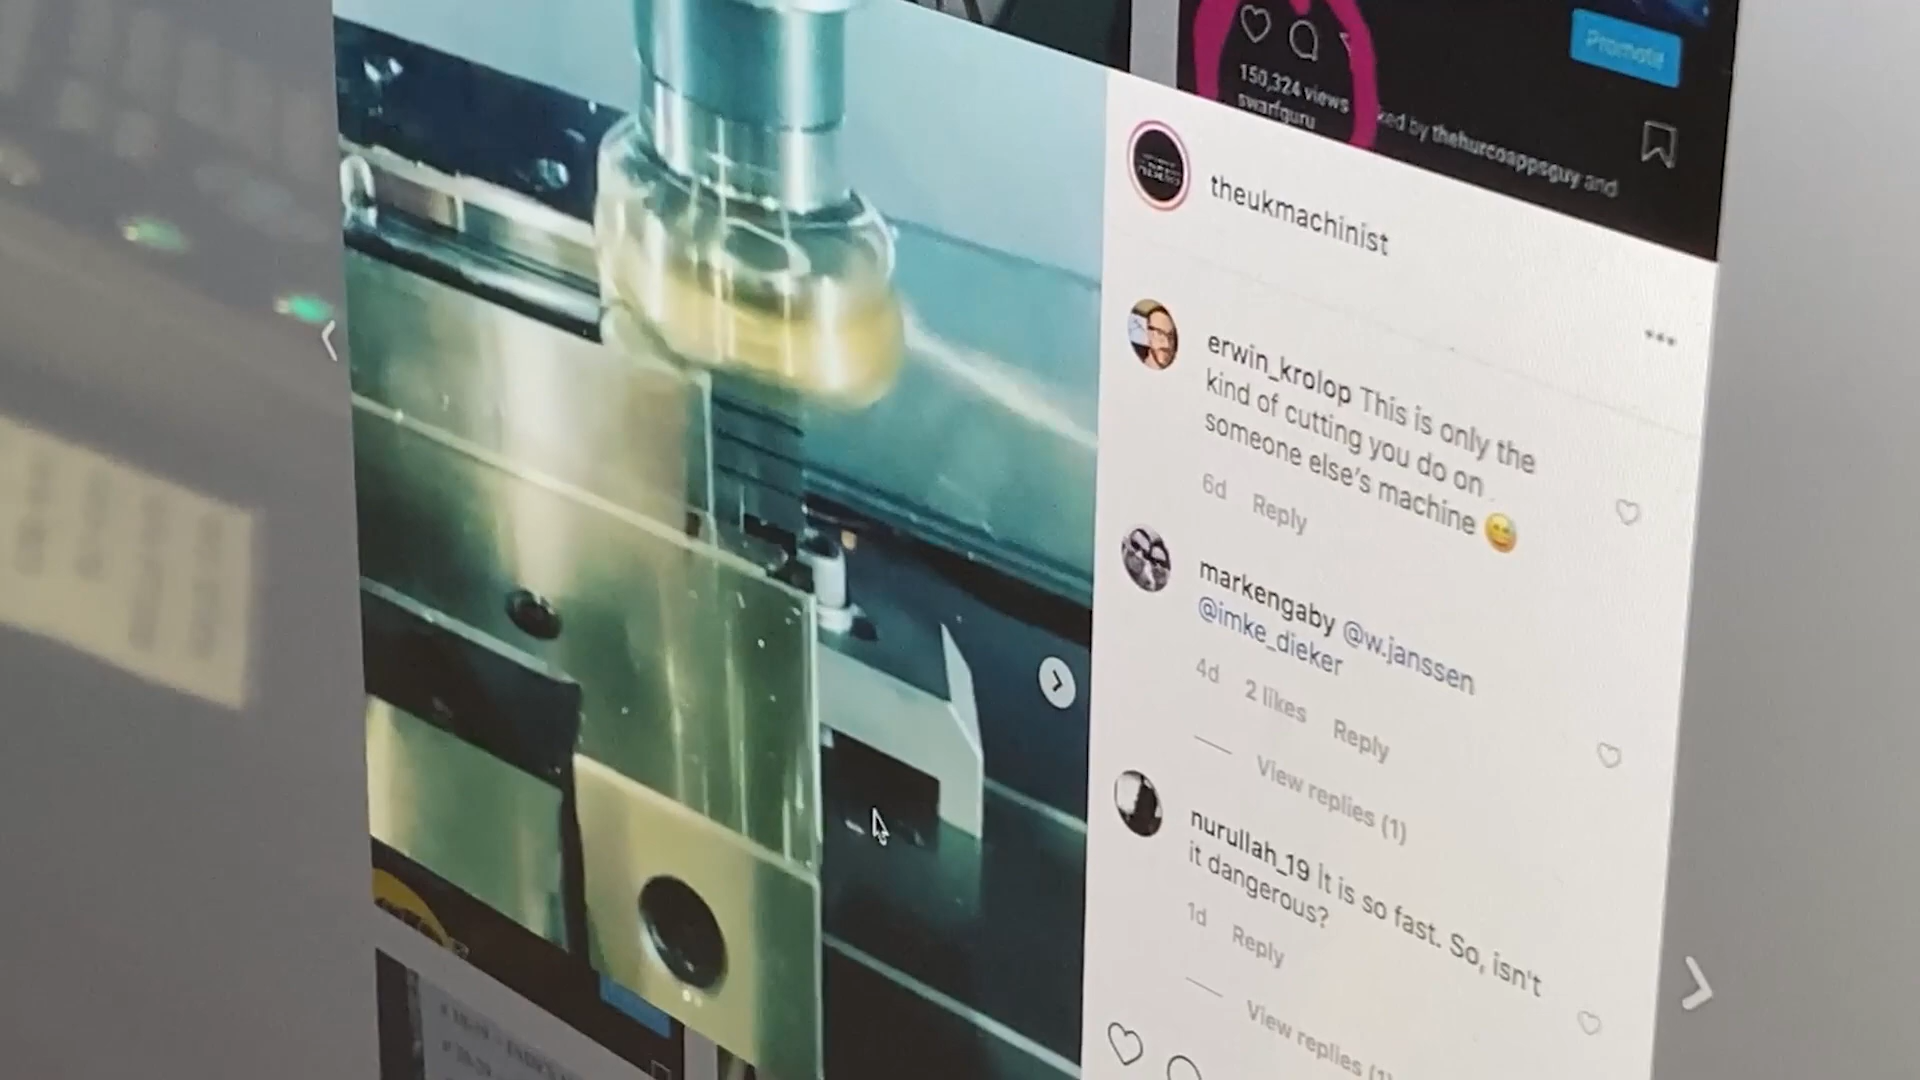 Promotif
150,324 views
swarfguru
ked by thehurcoappsguy and
theukmachinist
erwin_krolop This is only the
kind of cutting you do on
someone else's machine 😅
6d Reply
markengaby @w.janssen
@imke_dieker
4d 2 likes Reply
View replies (1)
nurullah_19 İt is so fast. So, isn't
it dangerous?
1d Reply
View replies (1)